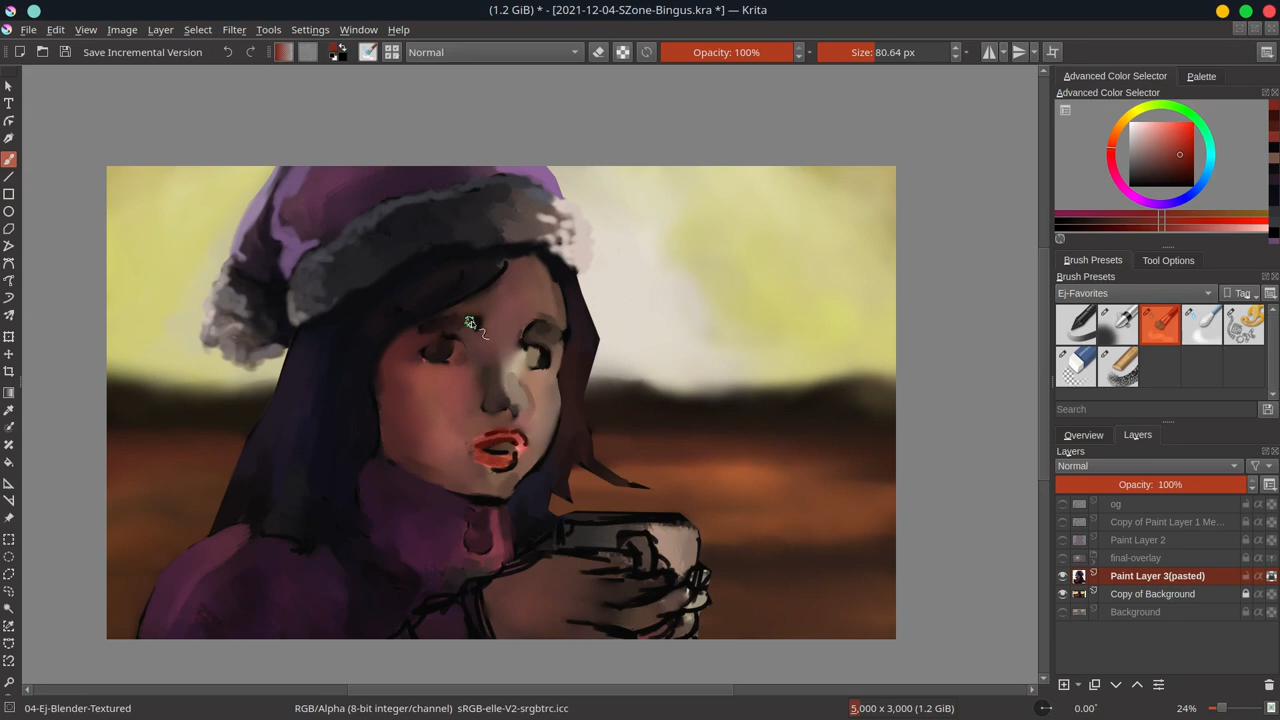 (1.2 GiB) * - [2021-12-04-SZone-Bingus.kra *] — Krita
File Edit View Image Layer Select Filter Tools Settings Window Help
Save Incremental Version Normal Opacity: 100% Size: 80.64 px
Advanced Color Selector Palette
Advanced Color Selector
Brush Presets Tool Options
Brush Presets
Ej-Favorites Tag
Search
Overview Layers
Layers
Normal
Opacity: 100%
og
Copy of Paint Layer 1 Me...
Paint Layer 2
final-overlay
Paint Layer 3(pasted)
Copy of Background
Background
04-Ej-Blender-Textured RGB/Alpha (8-bit integer/channel) sRGB-elle-V2-srgbtrc.icc 5,000 x 3,000 (1.2 GiB) 0.00° 24%